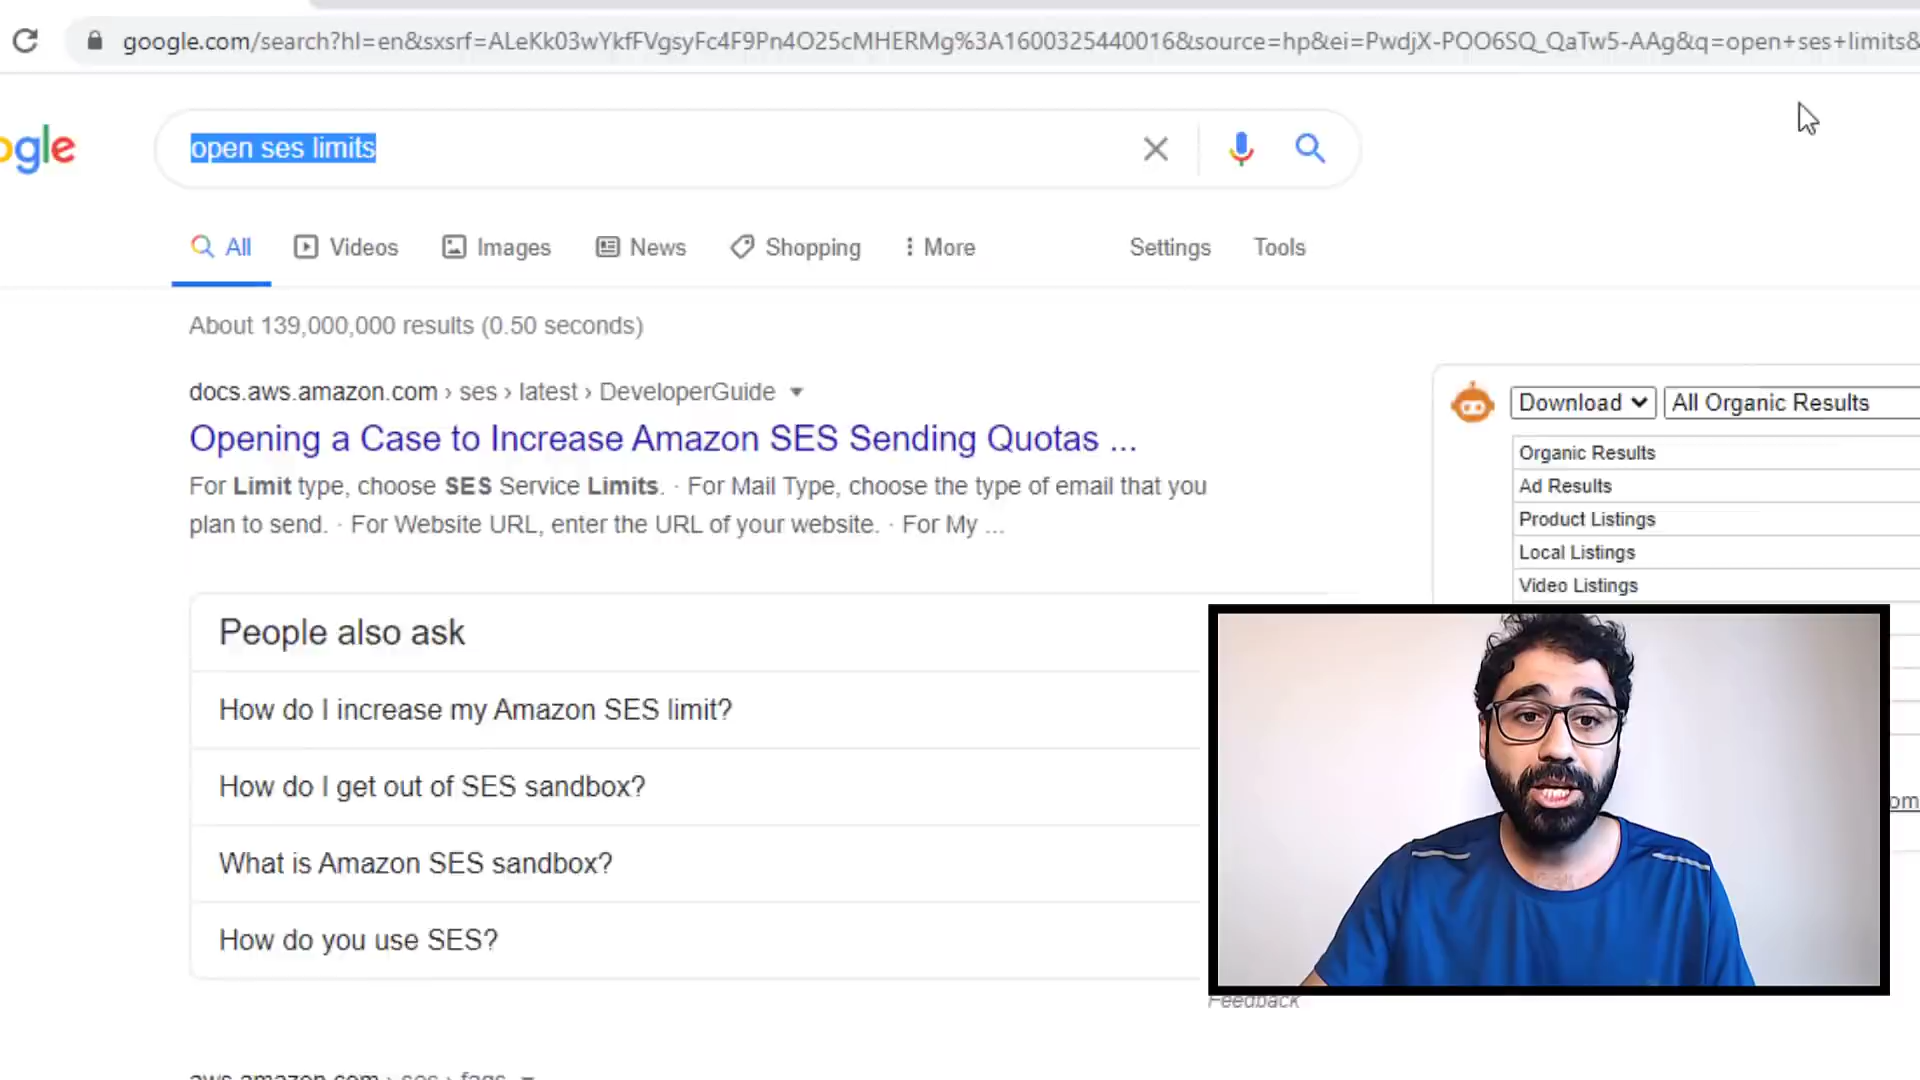 google.com/search?hl=en&sxsrf=ALeKk03wYkfFVgsyFc4F9Pn4O25cMHERMg%3A1600325440016&source=hp&ei=PwdjX-POO6SQ_QaTw5-AAg&q=open+ses+limits&
ogle
open ses limits
All Videos Images News Shopping More Settings Tools
About 139,000,000 results (0.50 seconds)
docs.aws.amazon.com › ses › latest › DeveloperGuide
Opening a Case to Increase Amazon SES Sending Quotas ...
For Limit type, choose SES Service Limits. · For Mail Type, choose the type of email that you
plan to send. · For Website URL, enter the URL of your website. · For My ...
Download All Organic Results
Organic Results
Ad Results
Product Listings
Local Listings
Video Listings
People also ask
How do I increase my Amazon SES limit?
How do I get out of SES sandbox?
What is Amazon SES sandbox?
How do you use SES?
om
Feedback
aws.amazon.com › ses › faqs